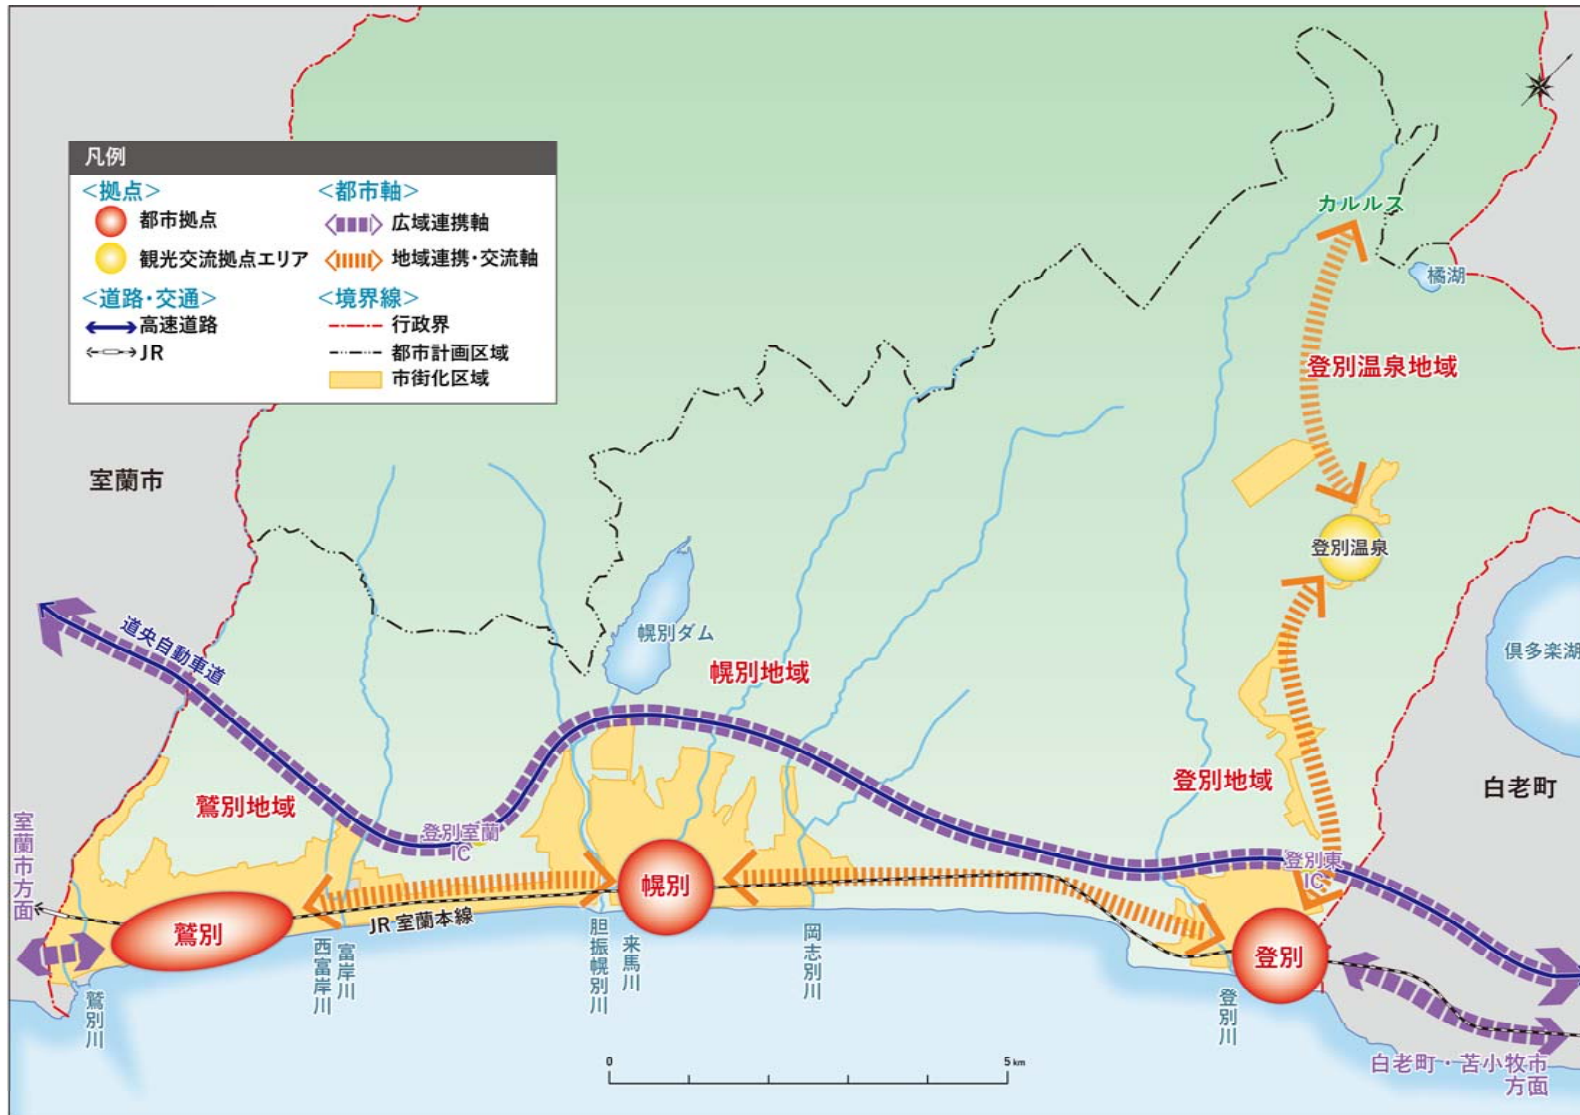 凡例
<拠点>
都市拠点
観光交流拠点エリア
<都市軸>
広域連携軸
地域連携・交流軸
<道路・交通>
高速道路
JR
<境界線>
行政界
都市計画区域
市街化区域
カルルス
橘湖
登別温泉地域
室蘭市
登別温泉
道央自動車道
幌別ダム
幌別地域
倶多楽湖
登別地域
白老町
鷲別地域
登別室蘭
IC
室蘭市方面
登別東
IC
幌別
鷲別
JR 室蘭本線
登別
鷲別川
西富岸川
富岸川
胆振幌別川
来馬川
岡志別川
登別川
0
5 km
白老町・苫小牧市
方面